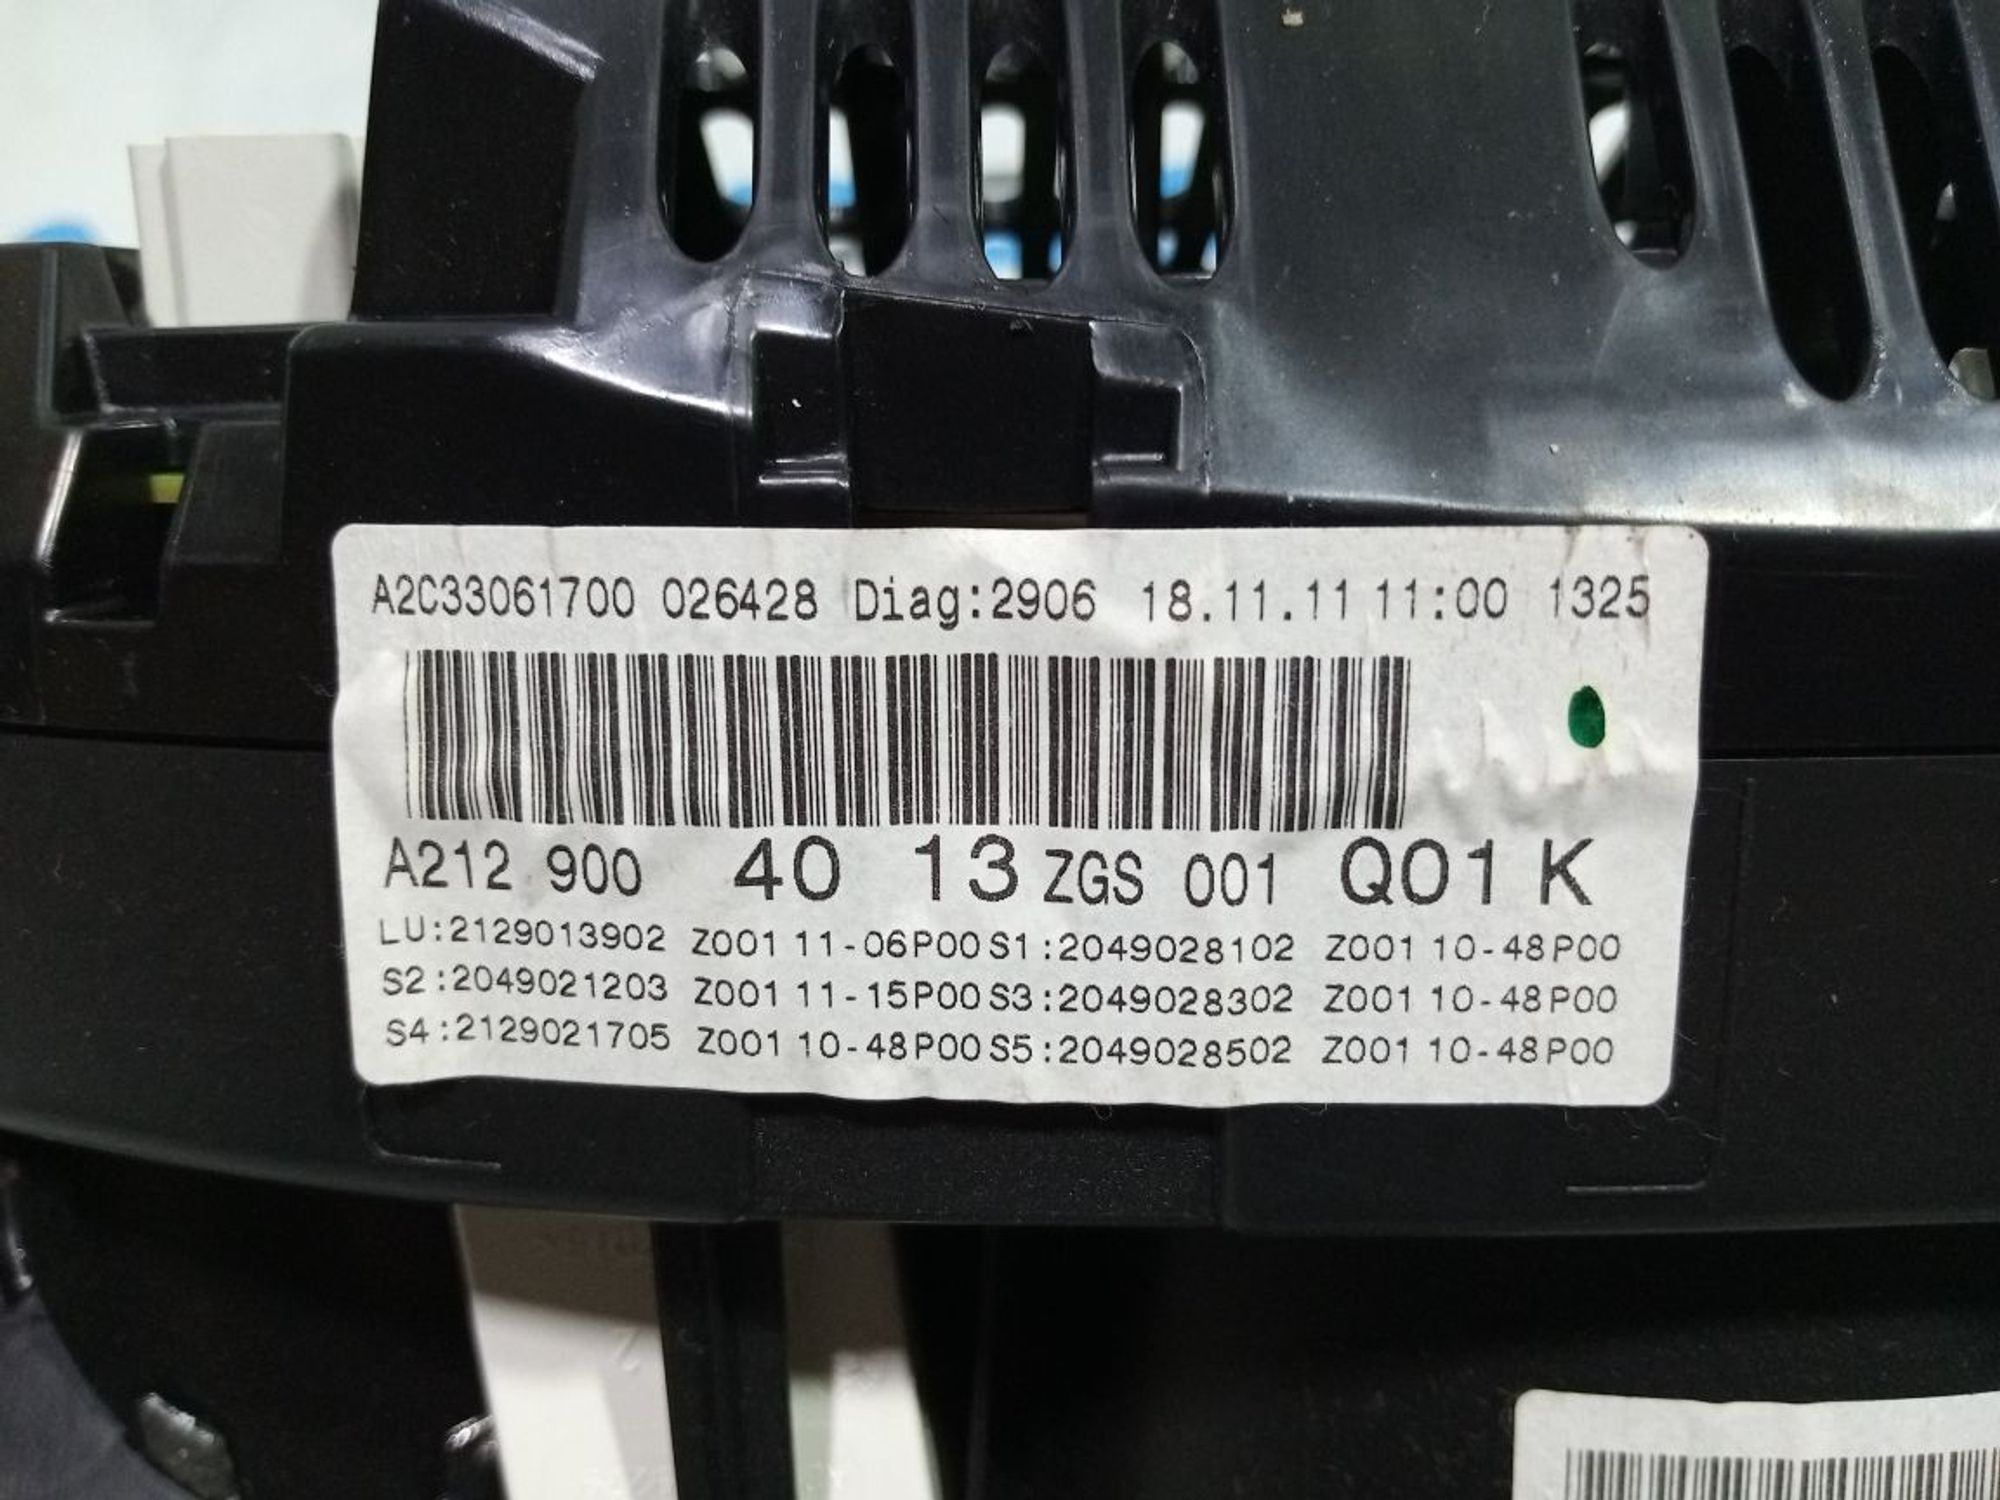 A2C33061700 026428 Diag:2906 18.11.11 11:00 1325
A212 900 40 13 ZGS 001 Q01 K
LU:2129013902 Z001 11-06P00 S1:2049028102 Z001 10-48P00
S2:2049021203 Z001 11-15P00 S3:2049028302 Z001 10-48P00
S4:2129021705 Z001 10-48P00 S5:2049028502 Z001 10-48P00